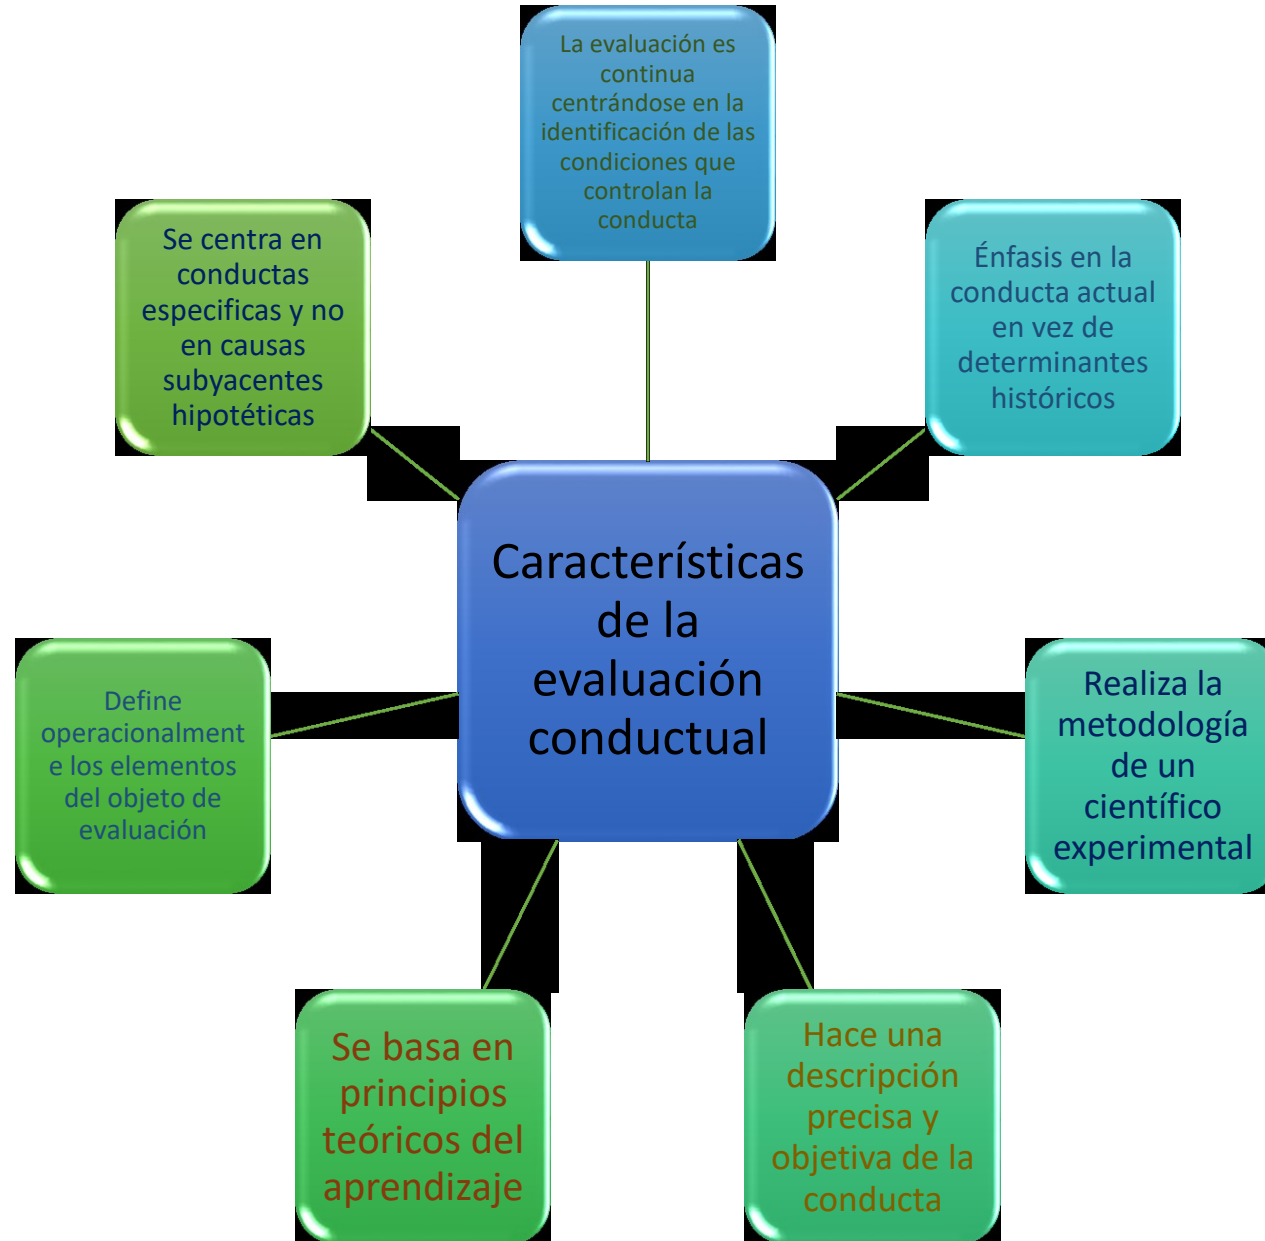 La evaluación es
continua
centrándose en la
identificación de las
condiciones que
controlan la
conducta
Se centra en
conductas
especificas y no
en causas
subyacentes
hipotéticas
Énfasis en la
conducta actual
en vez de
determinantes
históricos
Características
de la
evaluación
conductual
Define
operacionalment
e los elementos
del objeto de
evaluación
Realiza la
metodología
de un
científico
experimental
Se basa en
principios
teóricos del
aprendizaje
Hace una
descripción
precisa y
objetiva de la
conducta